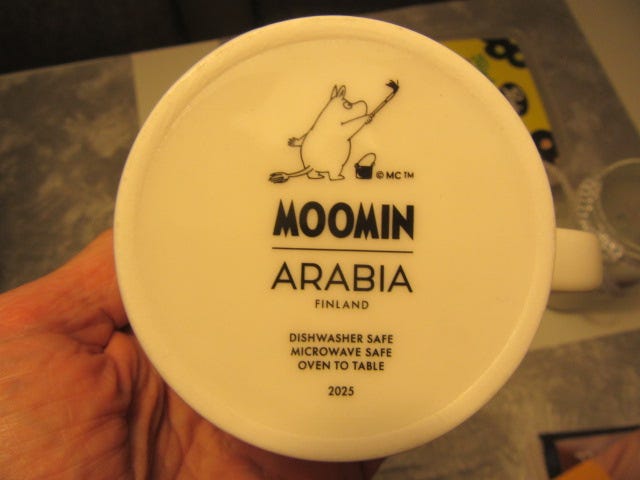 © MC TM
MOOMIN
ARABIA
FINLAND
DISHWASHER SAFE
MICROWAVE SAFE
OVEN TO TABLE
2025